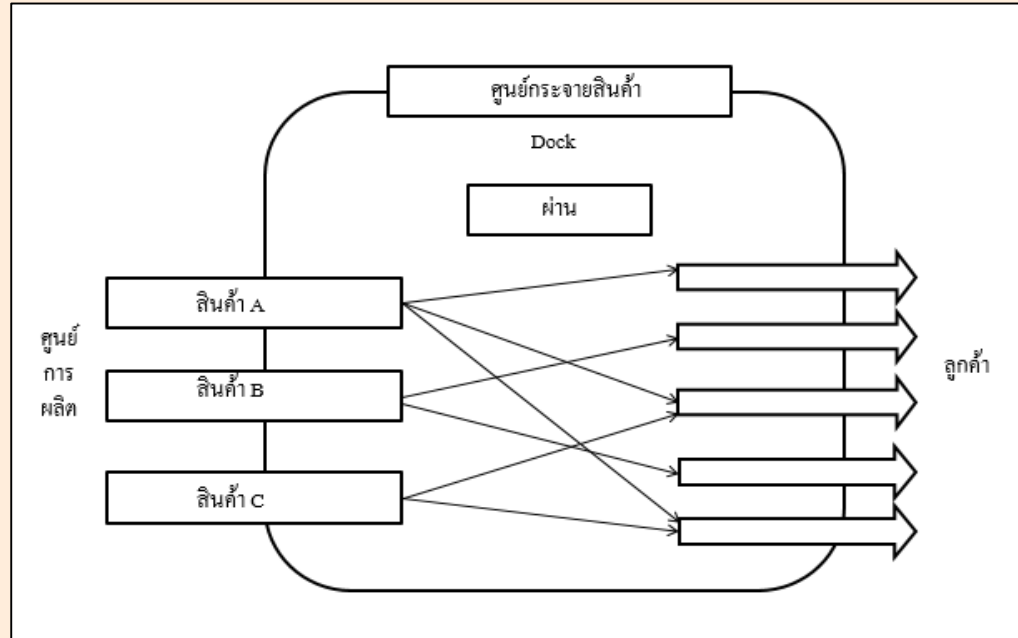 ศูนย์กระจายสินค้า
Dock
ผ่าน
สินค้า A
สินค้า B
สินค้า C
ศูนย์
การ
ผลิต
ลูกค้า